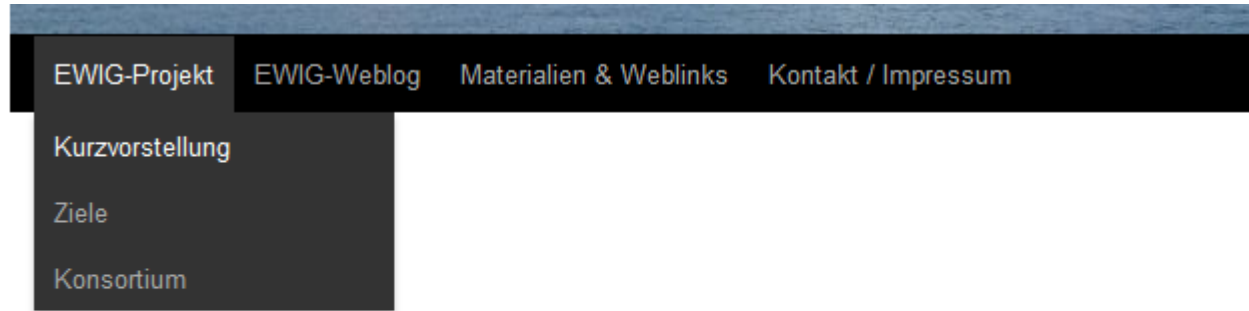 EWIG-Projekt EWIG-Weblog Materialien & Weblinks Kontakt / Impressum
Kurzvorstellung
Ziele
Konsortium